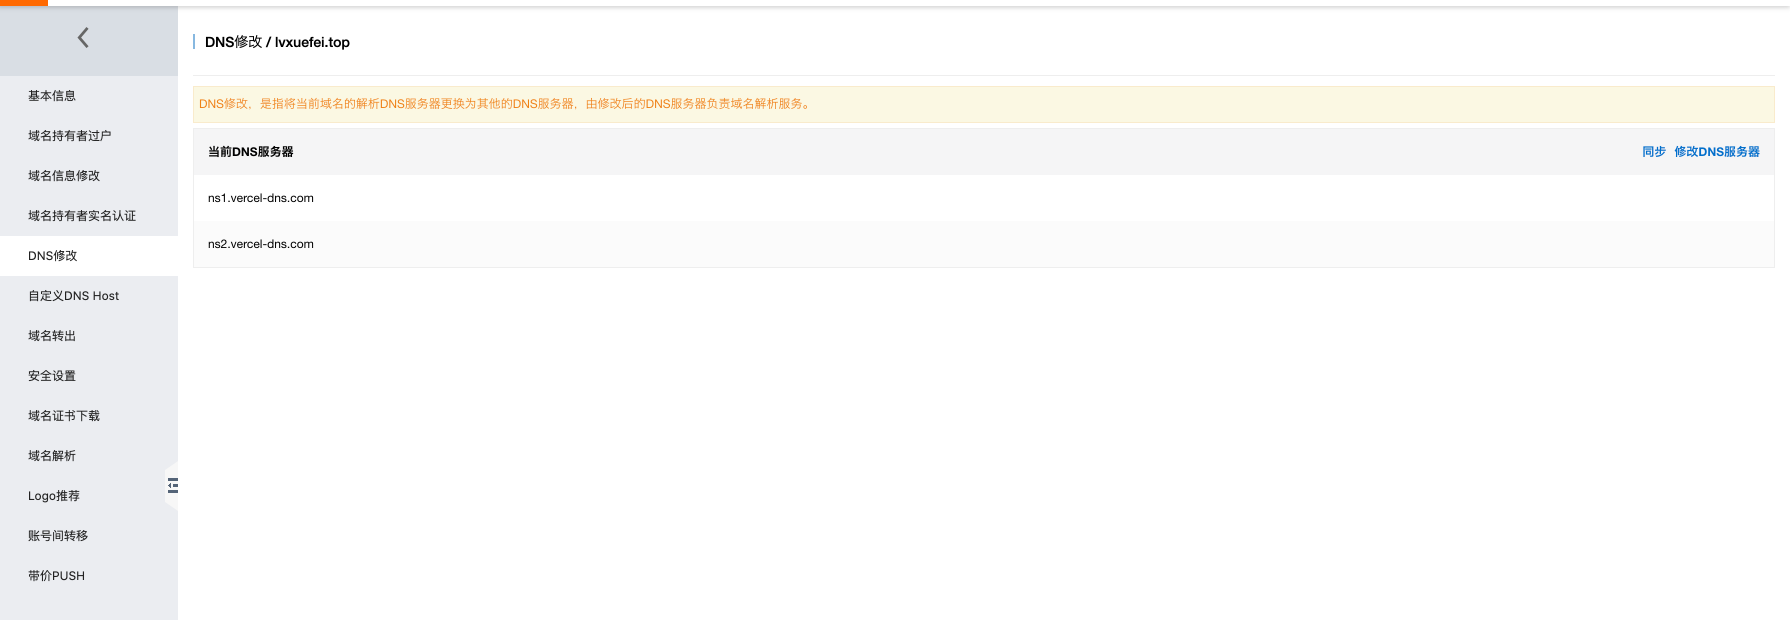 DNS修改 / lvxuefei.top
DNS修改，是指将当前域名的解析DNS服务器更换为其他的DNS服务器，由修改后的DNS服务器负责域名解析服务。
当前DNS服务器
同步 修改DNS服务器
ns1.vercel-dns.com
ns2.vercel-dns.com
基本信息
域名持有者过户
域名信息修改
域名持有者实名认证
DNS修改
自定义DNS Host
域名转出
安全设置
域名证书下载
域名解析
Logo推荐
账号间转移
带价PUSH